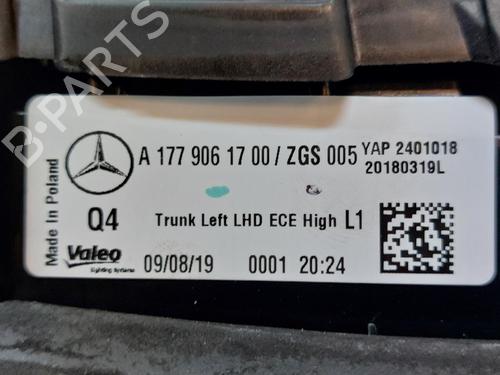 B-PARTS
Made in Poland
A 177 906 17 00 / ZGS 005
YAP 2401018
20180319L
Q4
Trunk Left LHD ECE High L1
Valeo
Lighting Systems
09/08/19
0001 20:24